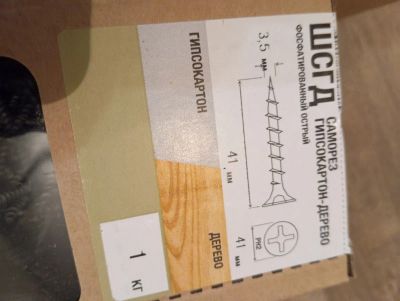 ШСГД
САМОРЕЗ
ГИПСОКАРТОН-ДЕРЕВО
ФОСФАТИРОВАННЫЙ ОСТРЫЙ
3,5 мм
41 мм
PH2
41 мм
ГИПСОКАРТОН
ДЕРЕВО
1 КГ